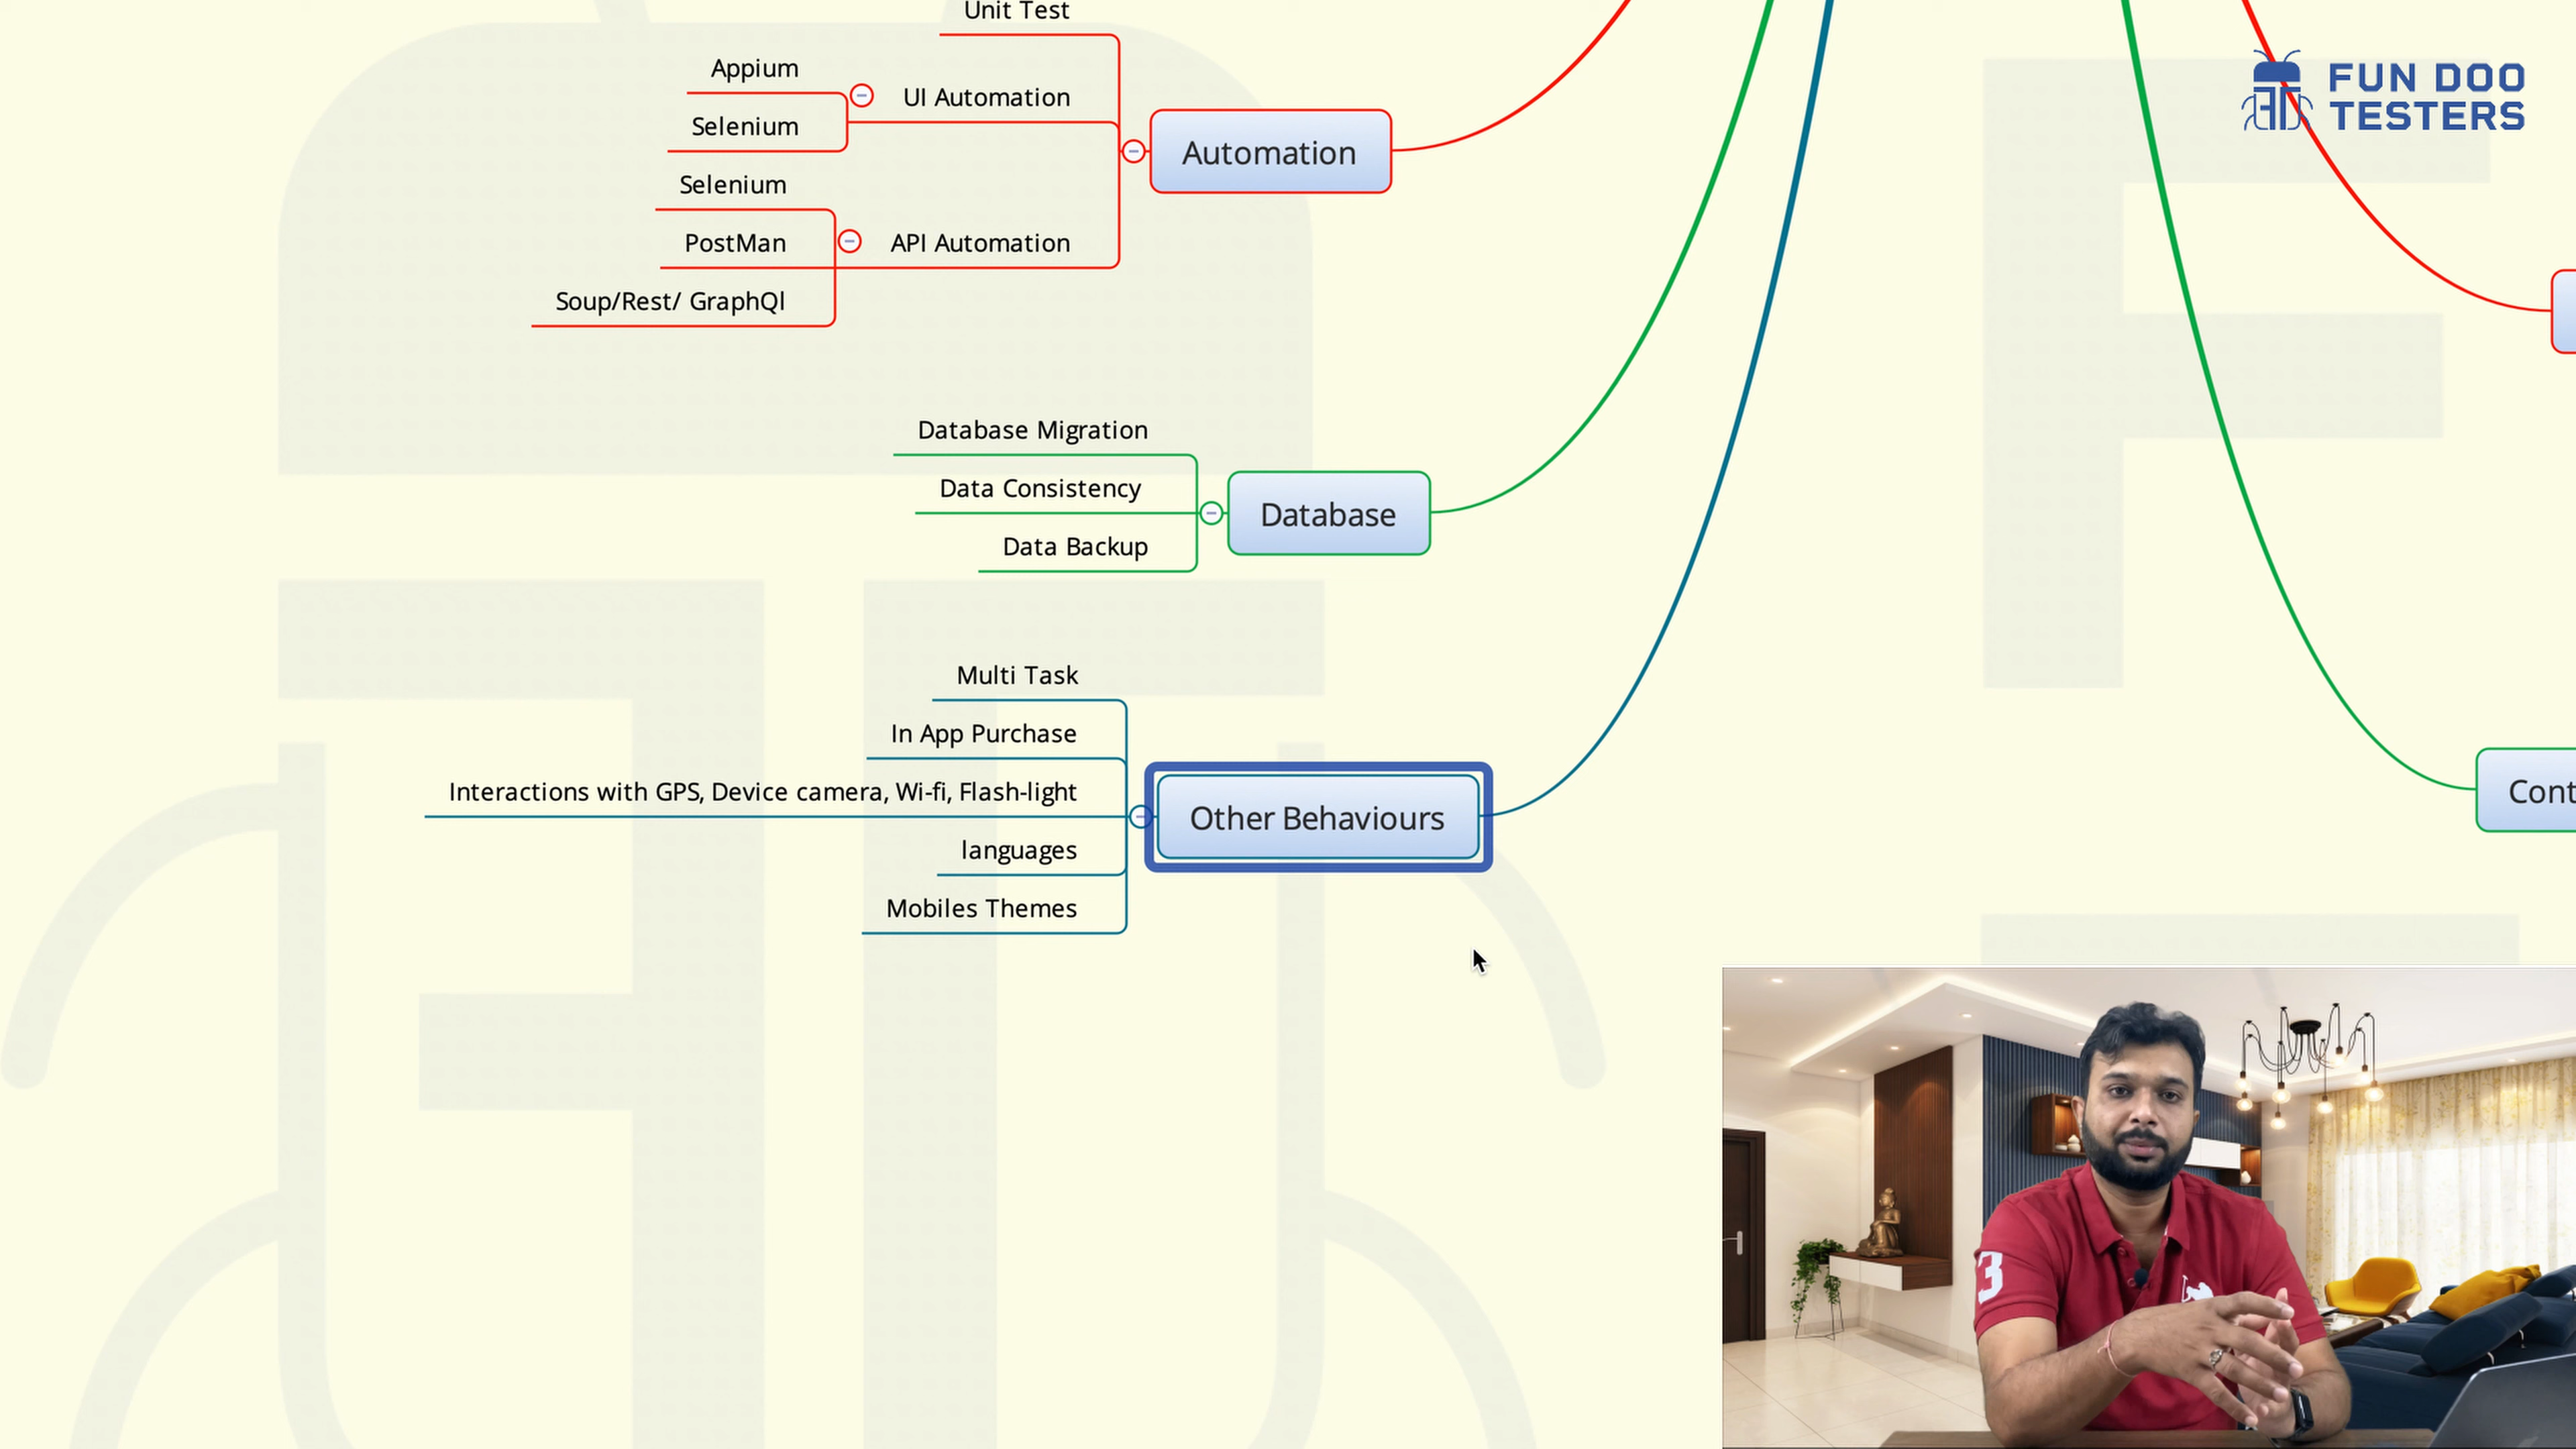 Unit Test
Appium
UI Automation
Selenium
Automation
Selenium
PostMan
API Automation
Soup/Rest/ GraphQl
Database Migration
Data Consistency
Database
Data Backup
Multi Task
In App Purchase
Interactions with GPS, Device camera, Wi-fi, Flash-light
Other Behaviours
languages
Mobiles Themes
FUN DOO
TESTERS
Cont
3